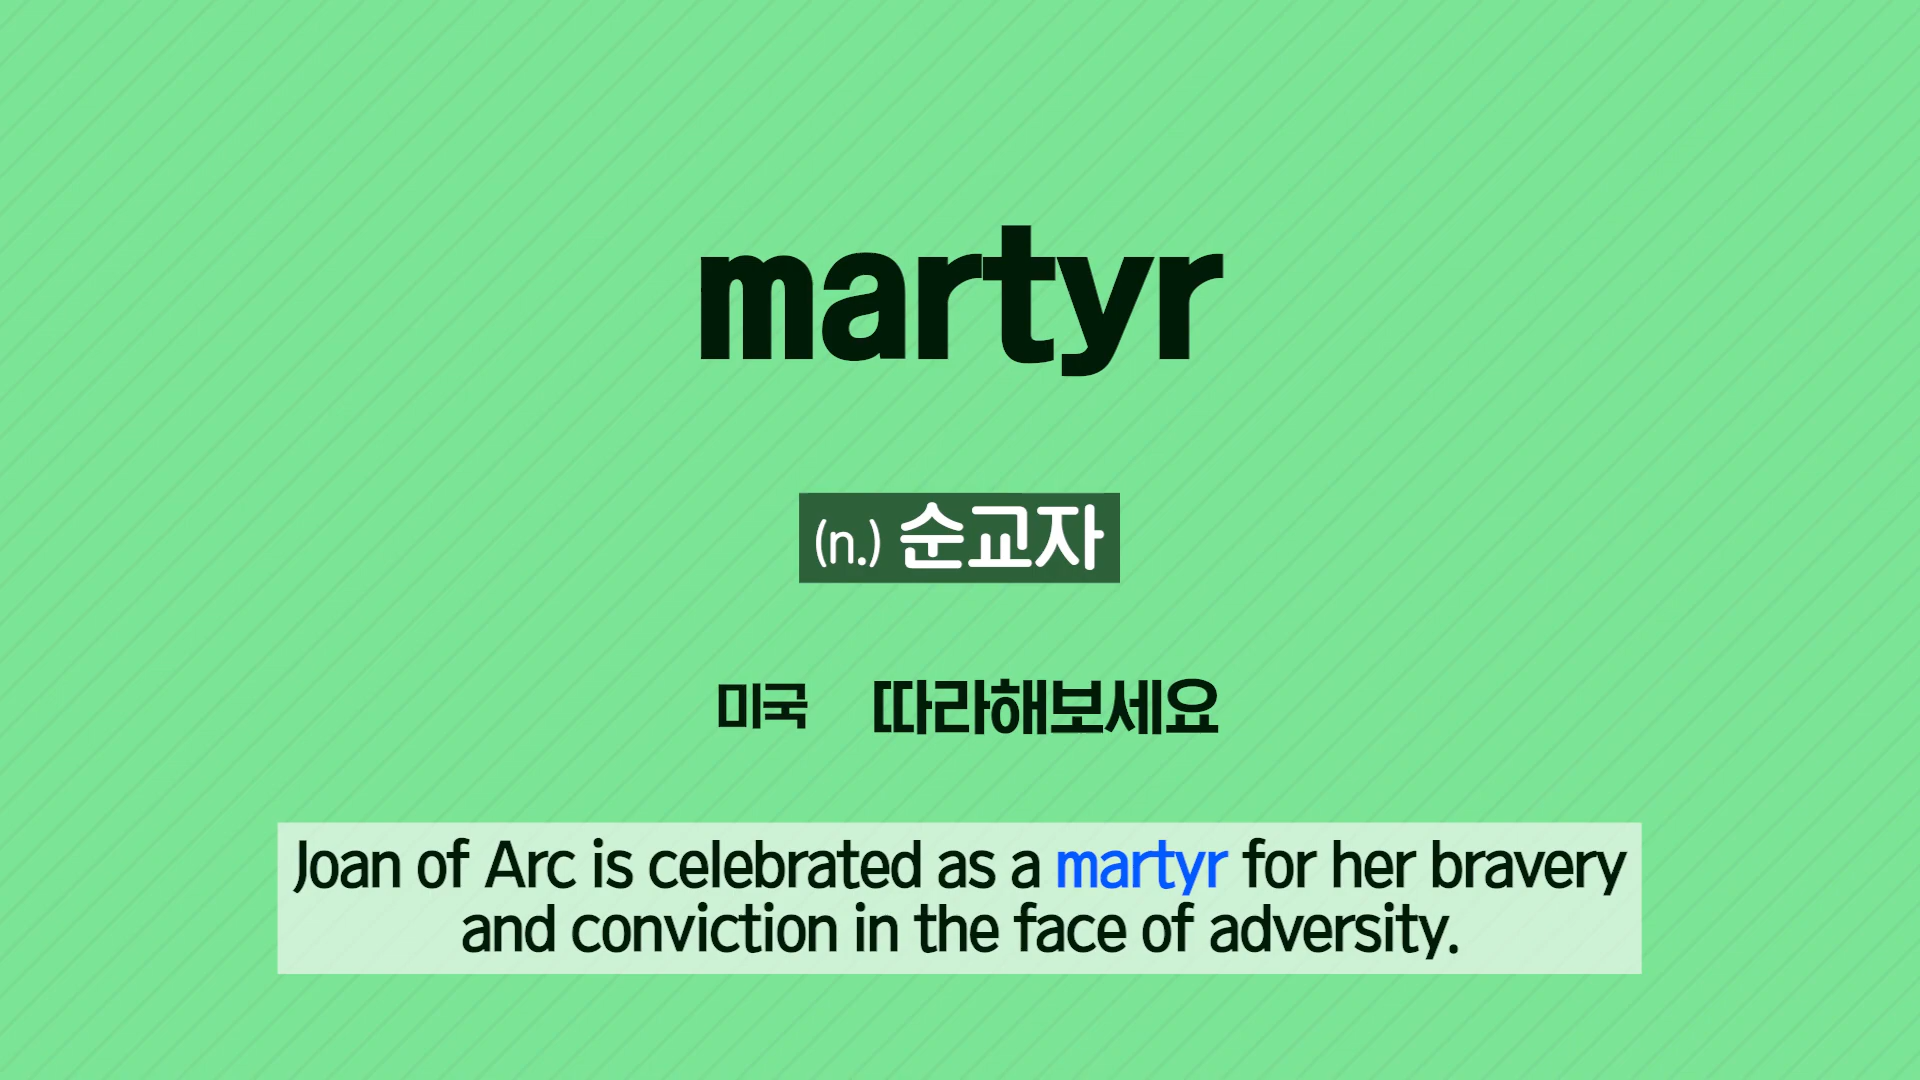 martyr
(n.) 순교자
미국 따라해보세요
Joan of Arc is celebrated as a martyr for her bravery
and conviction in the face of adversity.